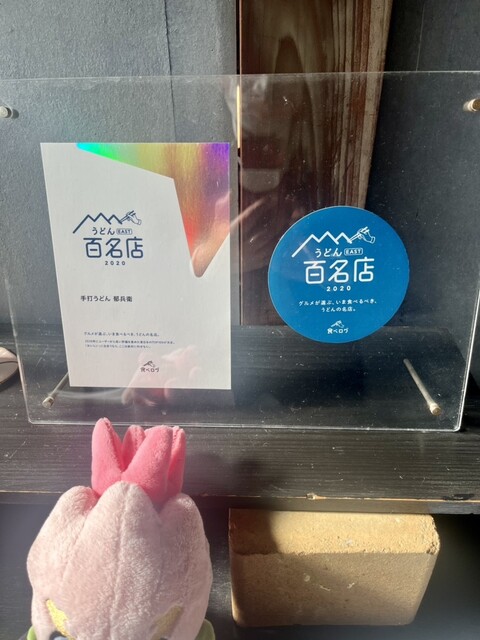 うどん EAST
百名店
2020
手打うどん 郁兵衛
グルメが選ぶ、いま食べるべき、うどんの名店。
食べログ
うどん EAST
百名店
2020
グルメが選ぶ、いま食べるべき、
うどんの名店。
食べログ